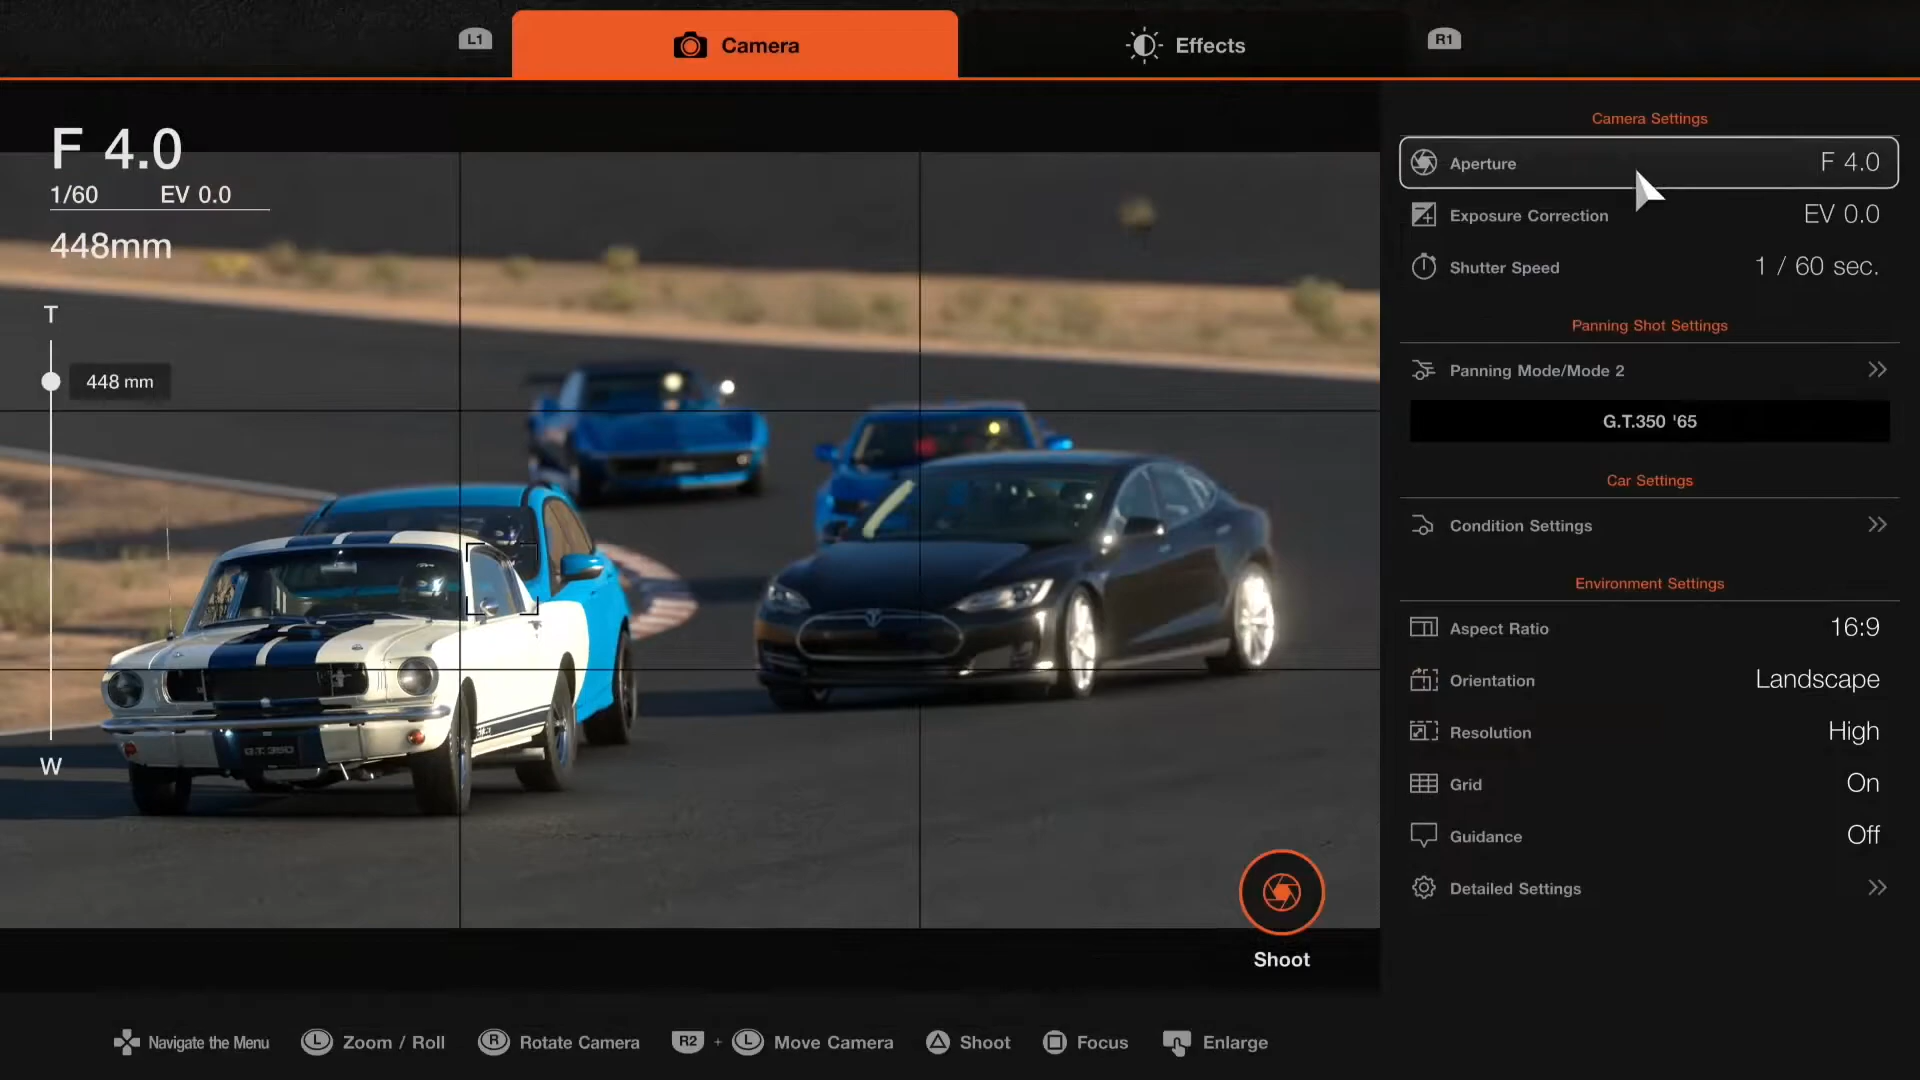 L1
Camera
Effects
R1
F 4.0
1/60 EV 0.0
448mm
T
448 mm
W
G.T. 350
Shoot
Camera Settings
Aperture F 4.0
Exposure Correction EV 0.0
Shutter Speed 1 / 60 sec.
Panning Shot Settings
Panning Mode/Mode 2
G.T.350 '65
Car Settings
Condition Settings
Environment Settings
Aspect Ratio 16:9
Orientation Landscape
Resolution High
Grid On
Guidance Off
Detailed Settings
Navigate the Menu L Zoom / Roll R Rotate Camera R2 + L Move Camera Shoot Focus Enlarge